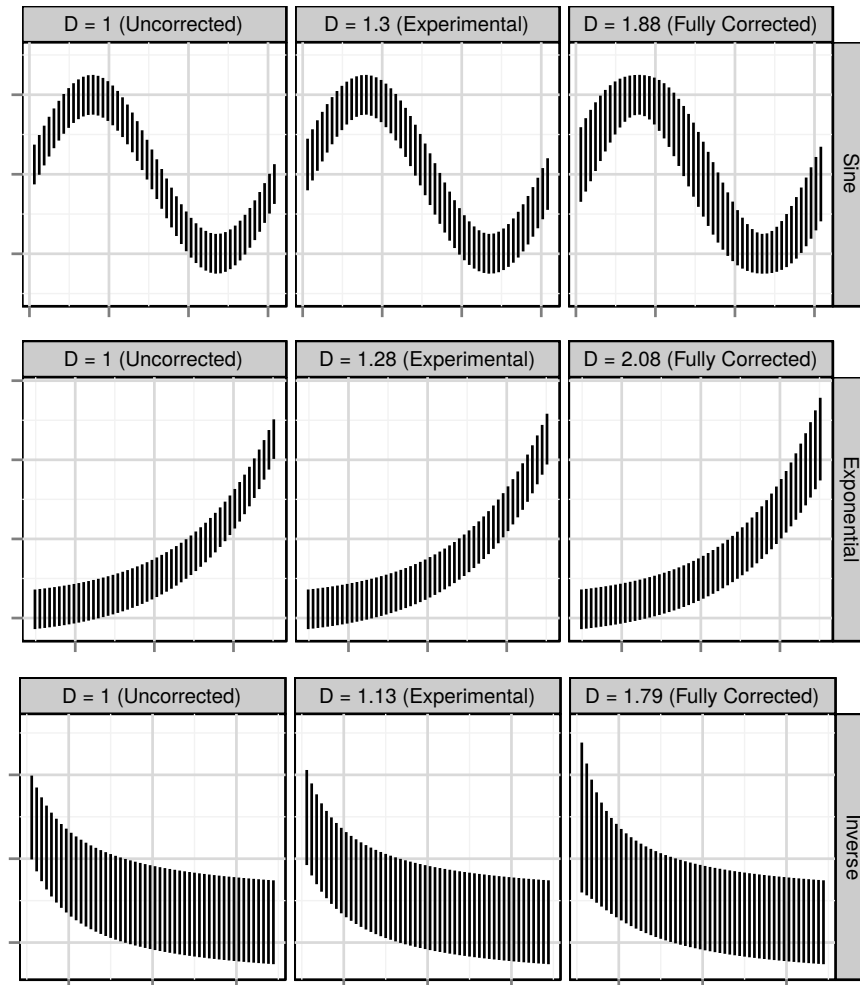 D = 1 (Uncorrected)
D = 1.3 (Experimental)
D = 1.88 (Fully Corrected)
Sine
D = 1 (Uncorrected)
D = 1.28 (Experimental)
D = 2.08 (Fully Corrected)
Exponential
D = 1 (Uncorrected)
D = 1.13 (Experimental)
D = 1.79 (Fully Corrected)
Inverse